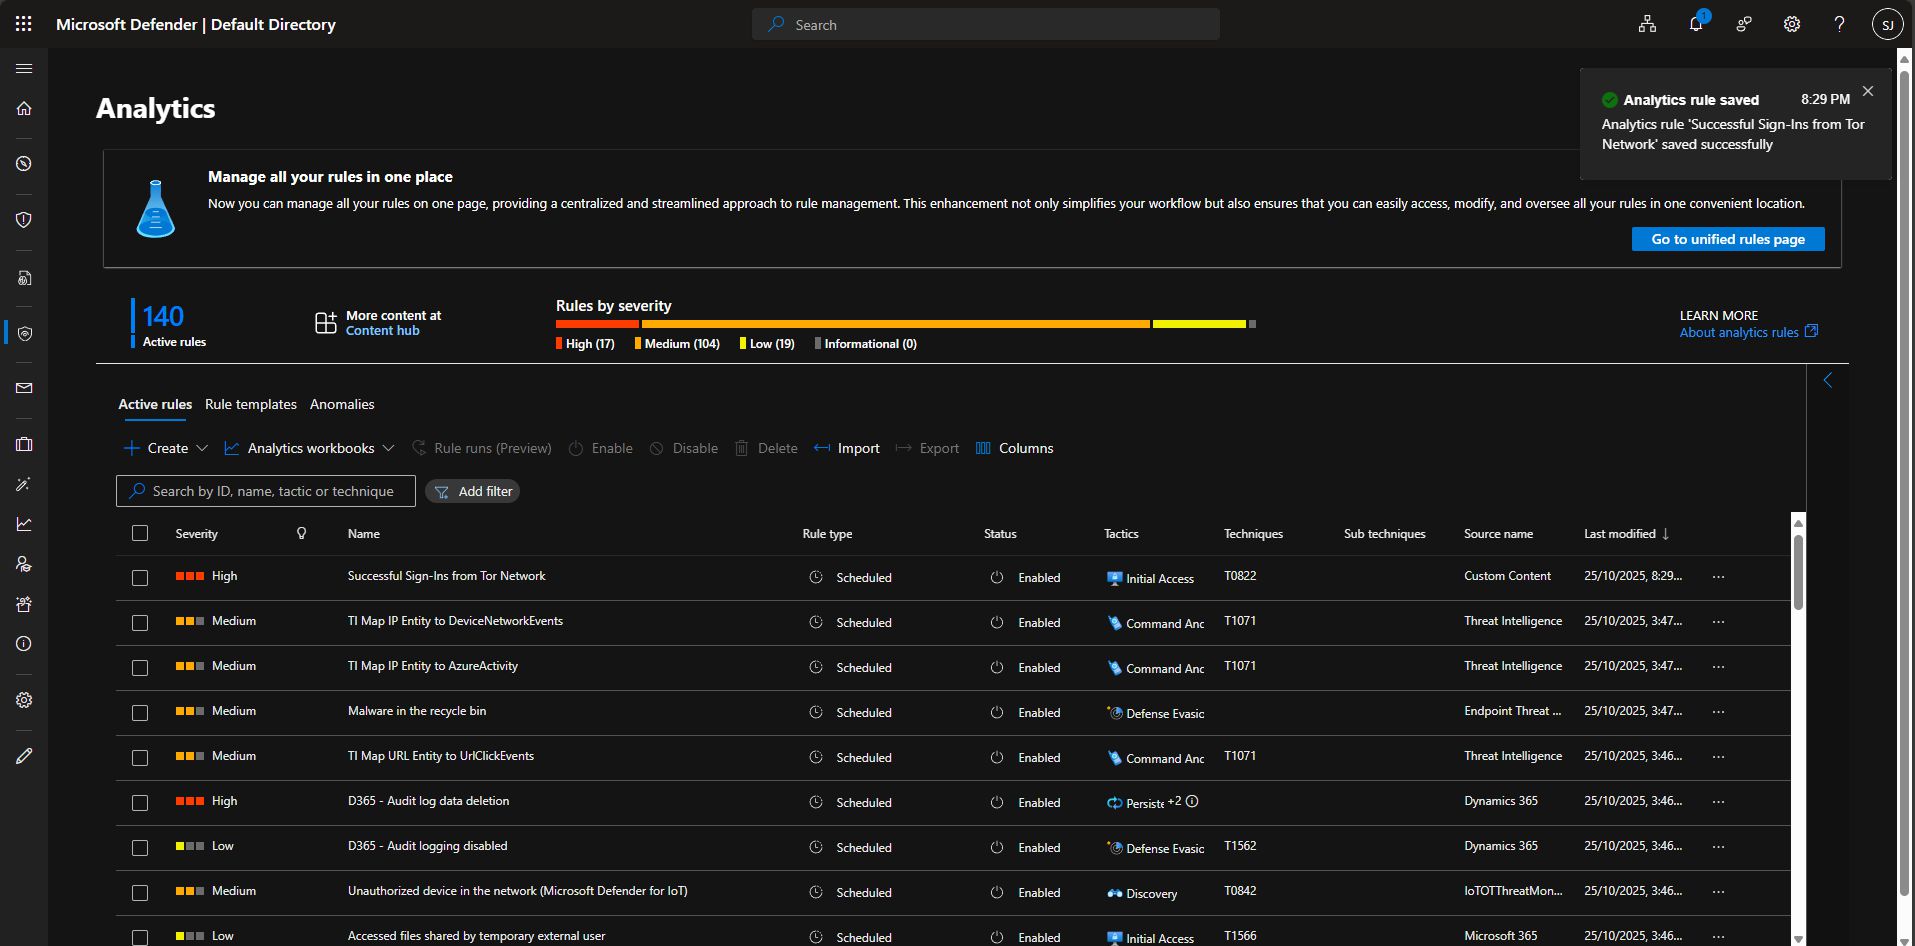 Microsoft Defender | Default Directory
Search
1
SJ
Analytics
Analytics rule saved 8:29 PM
Analytics rule 'Successful Sign-Ins from Tor
Network' saved successfully
Manage all your rules in one place
Now you can manage all your rules on one page, providing a centralized and streamlined approach to rule management. This enhancement not only simplifies your workflow but also ensures that you can easily access, modify, and oversee all your rules in one convenient location.
Go to unified rules page
140
Active rules
More content at
Content hub
Rules by severity
High (17) Medium (104) Low (19) Informational (0)
LEARN MORE
About analytics rules
Active rules Rule templates Anomalies
Create Analytics workbooks Rule runs (Preview) Enable Disable Delete Import Export Columns
Search by ID, name, tactic or technique Add filter
Severity Name Rule type Status Tactics Techniques Sub techniques Source name Last modified ↓
High Successful Sign-Ins from Tor Network Scheduled Enabled Initial Access T0822 Custom Content 25/10/2025, 8:29... ...
Medium TI Map IP Entity to DeviceNetworkEvents Scheduled Enabled Command Anc T1071 Threat Intelligence 25/10/2025, 3:47... ...
Medium TI Map IP Entity to AzureActivity Scheduled Enabled Command Anc T1071 Threat Intelligence 25/10/2025, 3:47... ...
Medium Malware in the recycle bin Scheduled Enabled Defense Evasic Endpoint Threat ... 25/10/2025, 3:47... ...
Medium TI Map URL Entity to UrlClickEvents Scheduled Enabled Command Anc T1071 Threat Intelligence 25/10/2025, 3:46... ...
High D365 - Audit log data deletion Scheduled Enabled Persiste +2 Dynamics 365 25/10/2025, 3:46... ...
Low D365 - Audit logging disabled Scheduled Enabled Defense Evasic T1562 Dynamics 365 25/10/2025, 3:46... ...
Medium Unauthorized device in the network (Microsoft Defender for IoT) Scheduled Enabled Discovery T0842 IoTOTThreatMon... 25/10/2025, 3:46... ...
Low Accessed files shared by temporary external user Scheduled Enabled Initial Access T1566 Microsoft 365 25/10/2025, 3:46... ...